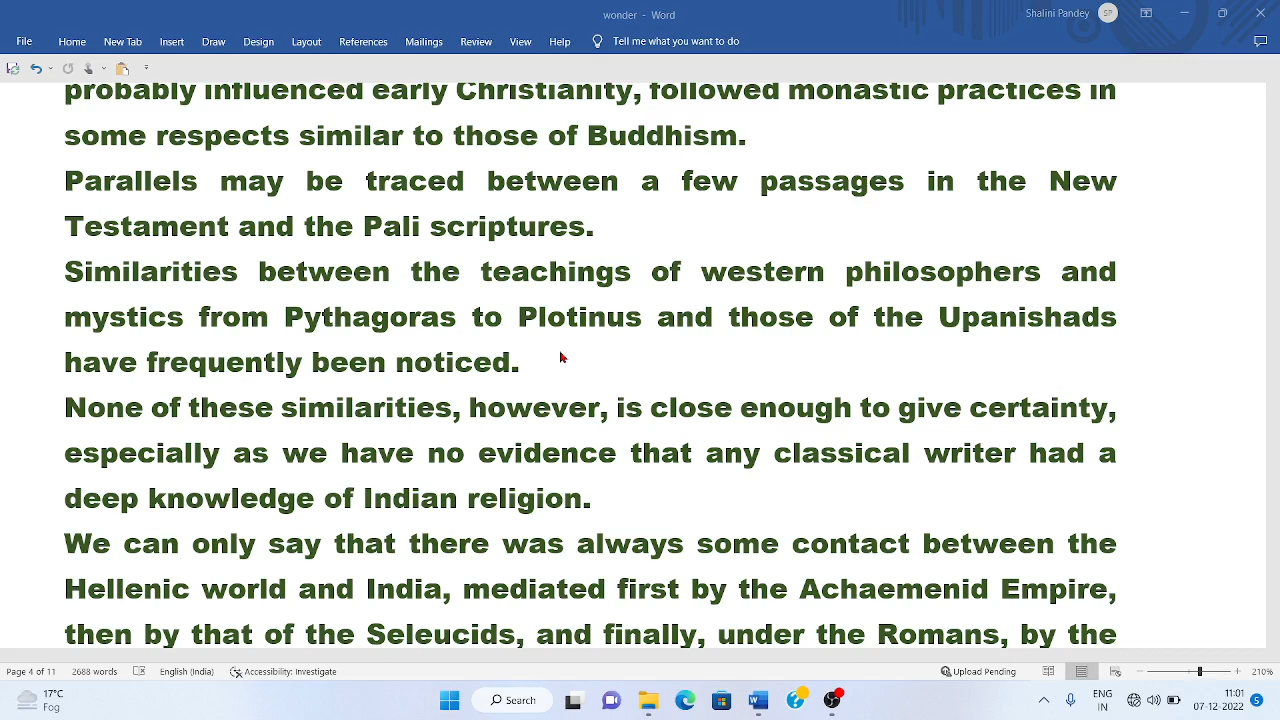 wonder - Word
Shalini Pandey SP
File Home New Tab Insert Draw Design Layout References Mailings Review View Help Tell me what you want to do
probably influenced early Christianity, followed monastic practices in
some respects similar to those of Buddhism.
Parallels may be traced between a few passages in the New
Testament and the Pali scriptures.
Similarities between the teachings of western philosophers and
mystics from Pythagoras to Plotinus and those of the Upanishads
have frequently been noticed.
None of these similarities, however, is close enough to give certainty,
especially as we have no evidence that any classical writer had a
deep knowledge of Indian religion.
We can only say that there was always some contact between the
Hellenic world and India, mediated first by the Achaemenid Empire,
then by that of the Seleucids, and finally, under the Romans, by the
Page 4 of 11 2688 words English (India) Accessibility: Investigate Upload Pending 210%
17°C
Fog
Search
ENG
IN
11:01
07-12-2022
5